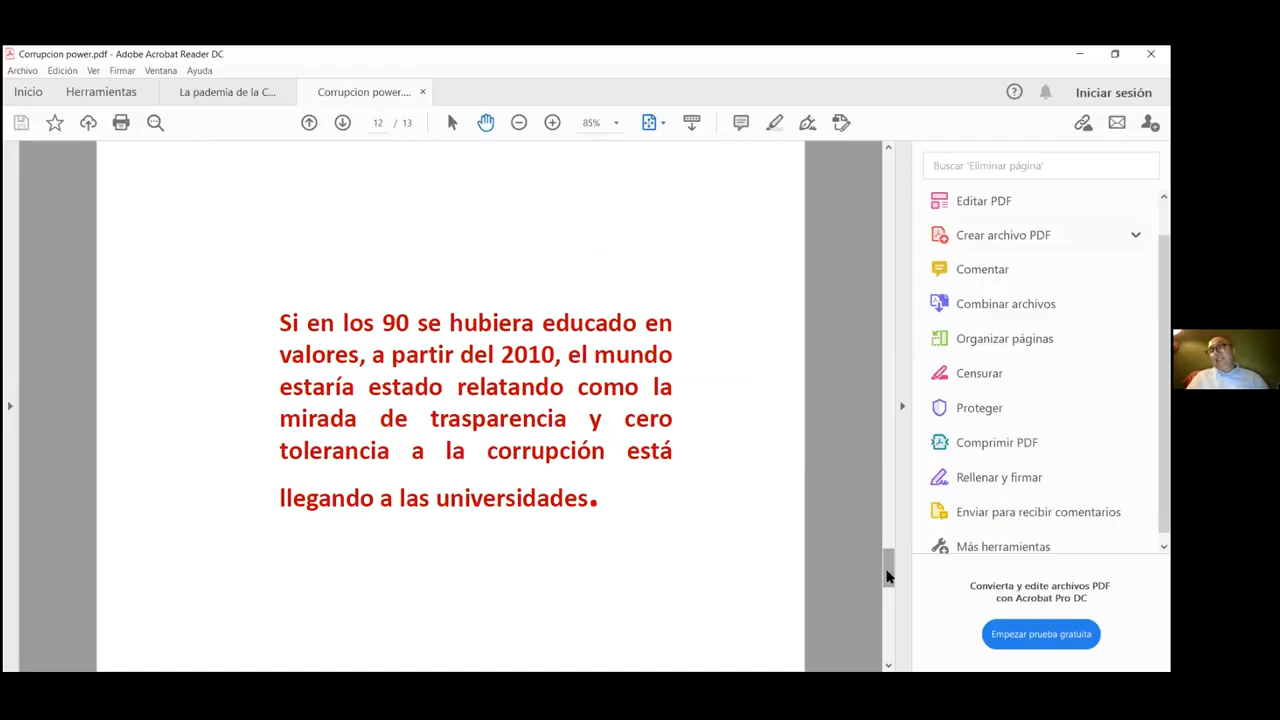 Corrupcion power.pdf - Adobe Acrobat Reader DC
Archivo Edición Ver Firmar Ventana Ayuda
Inicio Herramientas La pademia de la C... Corrupcion power.... × Iniciar sesión
12 / 13 85%
Buscar 'Eliminar página'
Editar PDF
Crear archivo PDF
Comentar
Combinar archivos
Organizar páginas
Censurar
Proteger
Comprimir PDF
Rellenar y firmar
Enviar para recibir comentarios
Más herramientas
Convierta y edite archivos PDF
con Acrobat Pro DC
Empezar prueba gratuita
Si en los 90 se hubiera educado en
valores, a partir del 2010, el mundo
estaría estado relatando como la
mirada de trasparencia y cero
tolerancia a la corrupción está
llegando a las universidades.